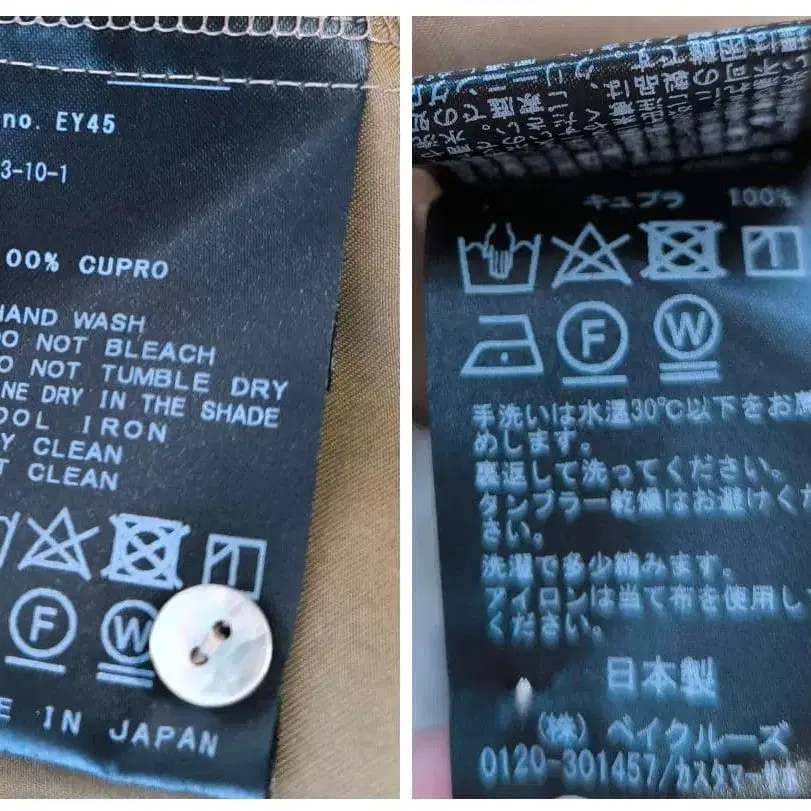 no. EY45
3-10-1
00% CUPRO
HAND WASH
DO NOT BLEACH
DO NOT TUMBLE DRY
NE DRY IN THE SHADE
OOL IRON
Y CLEAN
T CLEAN
F
W
E IN JAPAN
キュプラ 100%
F
W
手洗いは水温30℃以下をお
めします。
裏返して洗ってください。
タンブラー乾燥はお避けく
さい。
洗濯で多少縮みます。
アイロンは当て布を使用し
ください。
日本製
(株) ベイクルーズ
0120-301457/カスタマー